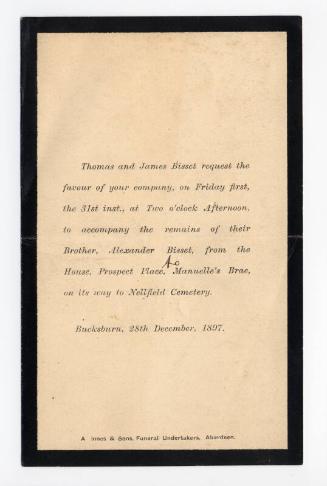 Thomas and James Bisset request the
favour of your company, on Friday first,
the 31st inst., at Two o'clock Afternoon,
to accompany the remains of their
Brother, Alexander Bisset, from the
to
House, Prospect Place, Manuelle's Brae,
on its way to Nellfield Cemetery.
Bucksburn, 28th December, 1897.
A Innes & Sons, Funeral Undertakers, Aberdeen.